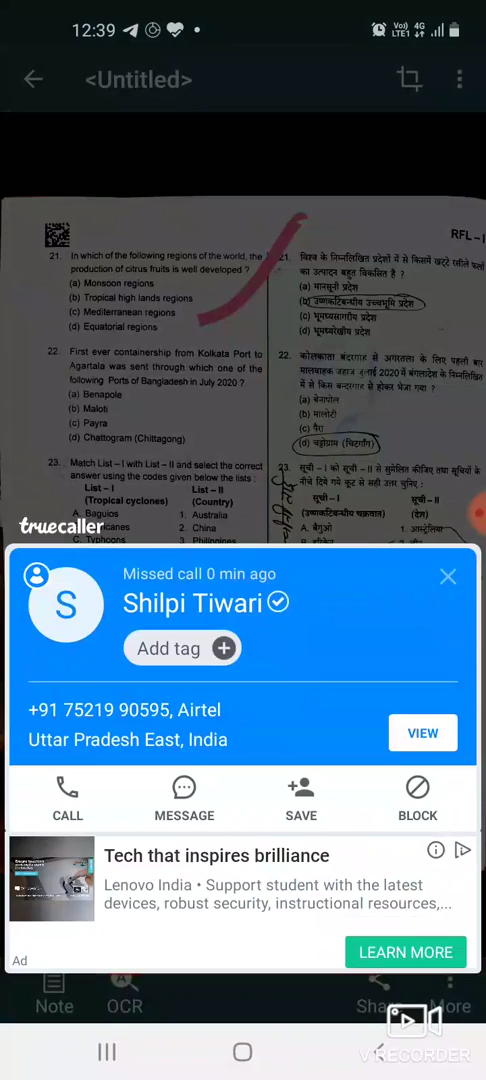 12:39
Vo)) 4G
LTE1
<Untitled>
RFL-1
21. In which of the following regions of the world, the
production of citrus fruits is well developed ?
(a) Monsoon regions
(b) Tropical high lands regions
(c) Mediterranean regions
(d) Equatorial regions
22. First ever containership from Kolkata Port to
Agartala was sent through which one of the
following Ports of Bangladesh in July 2020 ?
(a) Benapole
(b) Maloti
(c) Payra
(d) Chattogram (Chittagong)
23. Match List-I with List-II and select the correct
answer using the codes given below the lists :
List-I List-II
(Tropical cyclones) (Country)
A. Baguios 1. Australia
2. China
C. Typhoons 3. Philippines
21. विश्व के निम्नलिखित प्रदेशों में से किसमें खट्टे रसीले फलों
का उत्पादन बहुत विकसित है ?
(a) मानसूनी प्रदेश
(b) उष्णकटिबन्धीय उच्चभूमि प्रदेश
(c) भूमध्यसागरीय प्रदेश
(d) भूमध्यरेखीय प्रदेश
22. कोलकाता बंदरगाह से अगरतला के लिए पहली बार
मालवाहक जहाज जुलाई 2020 में बंगलादेश के निम्नलिखित
में से किस बन्दरगाह से होकर भेजा गया ?
(a) बेनापोल
(b) मालोटी
(c) पैरा
(d) चट्टोग्राम (चिटगाँग)
23. सूची-I को सूची-II से सुमेलित कीजिए तथा सूचियों के
नीचे दिये गये कूट से सही उत्तर चुनिए :
सूची-I सूची-II
(उष्णकटिबन्धीय चक्रवात) (देश)
A. बैगुओ 1. आस्ट्रेलिया
truecaller
S
Missed call 0 min ago
Shilpi Tiwari
Add tag
+91 75219 90595, Airtel
Uttar Pradesh East, India
VIEW
CALL MESSAGE SAVE BLOCK
Tech that inspires brilliance
Lenovo India • Support student with the latest
devices, robust security, instructional resources,...
Ad
LEARN MORE
Note OCR Share More
V RECORDER